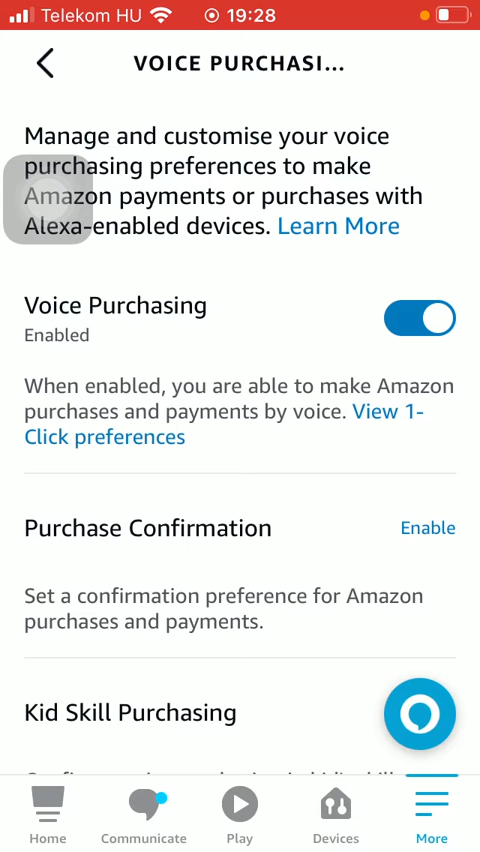 Telekom HU 19:28
VOICE PURCHASI...
Manage and customise your voice
purchasing preferences to make
Amazon payments or purchases with
Alexa-enabled devices. Learn More
Voice Purchasing
Enabled
When enabled, you are able to make Amazon
purchases and payments by voice. View 1-
Click preferences
Purchase Confirmation Enable
Set a confirmation preference for Amazon
purchases and payments.
Kid Skill Purchasing
Home Communicate Play Devices More